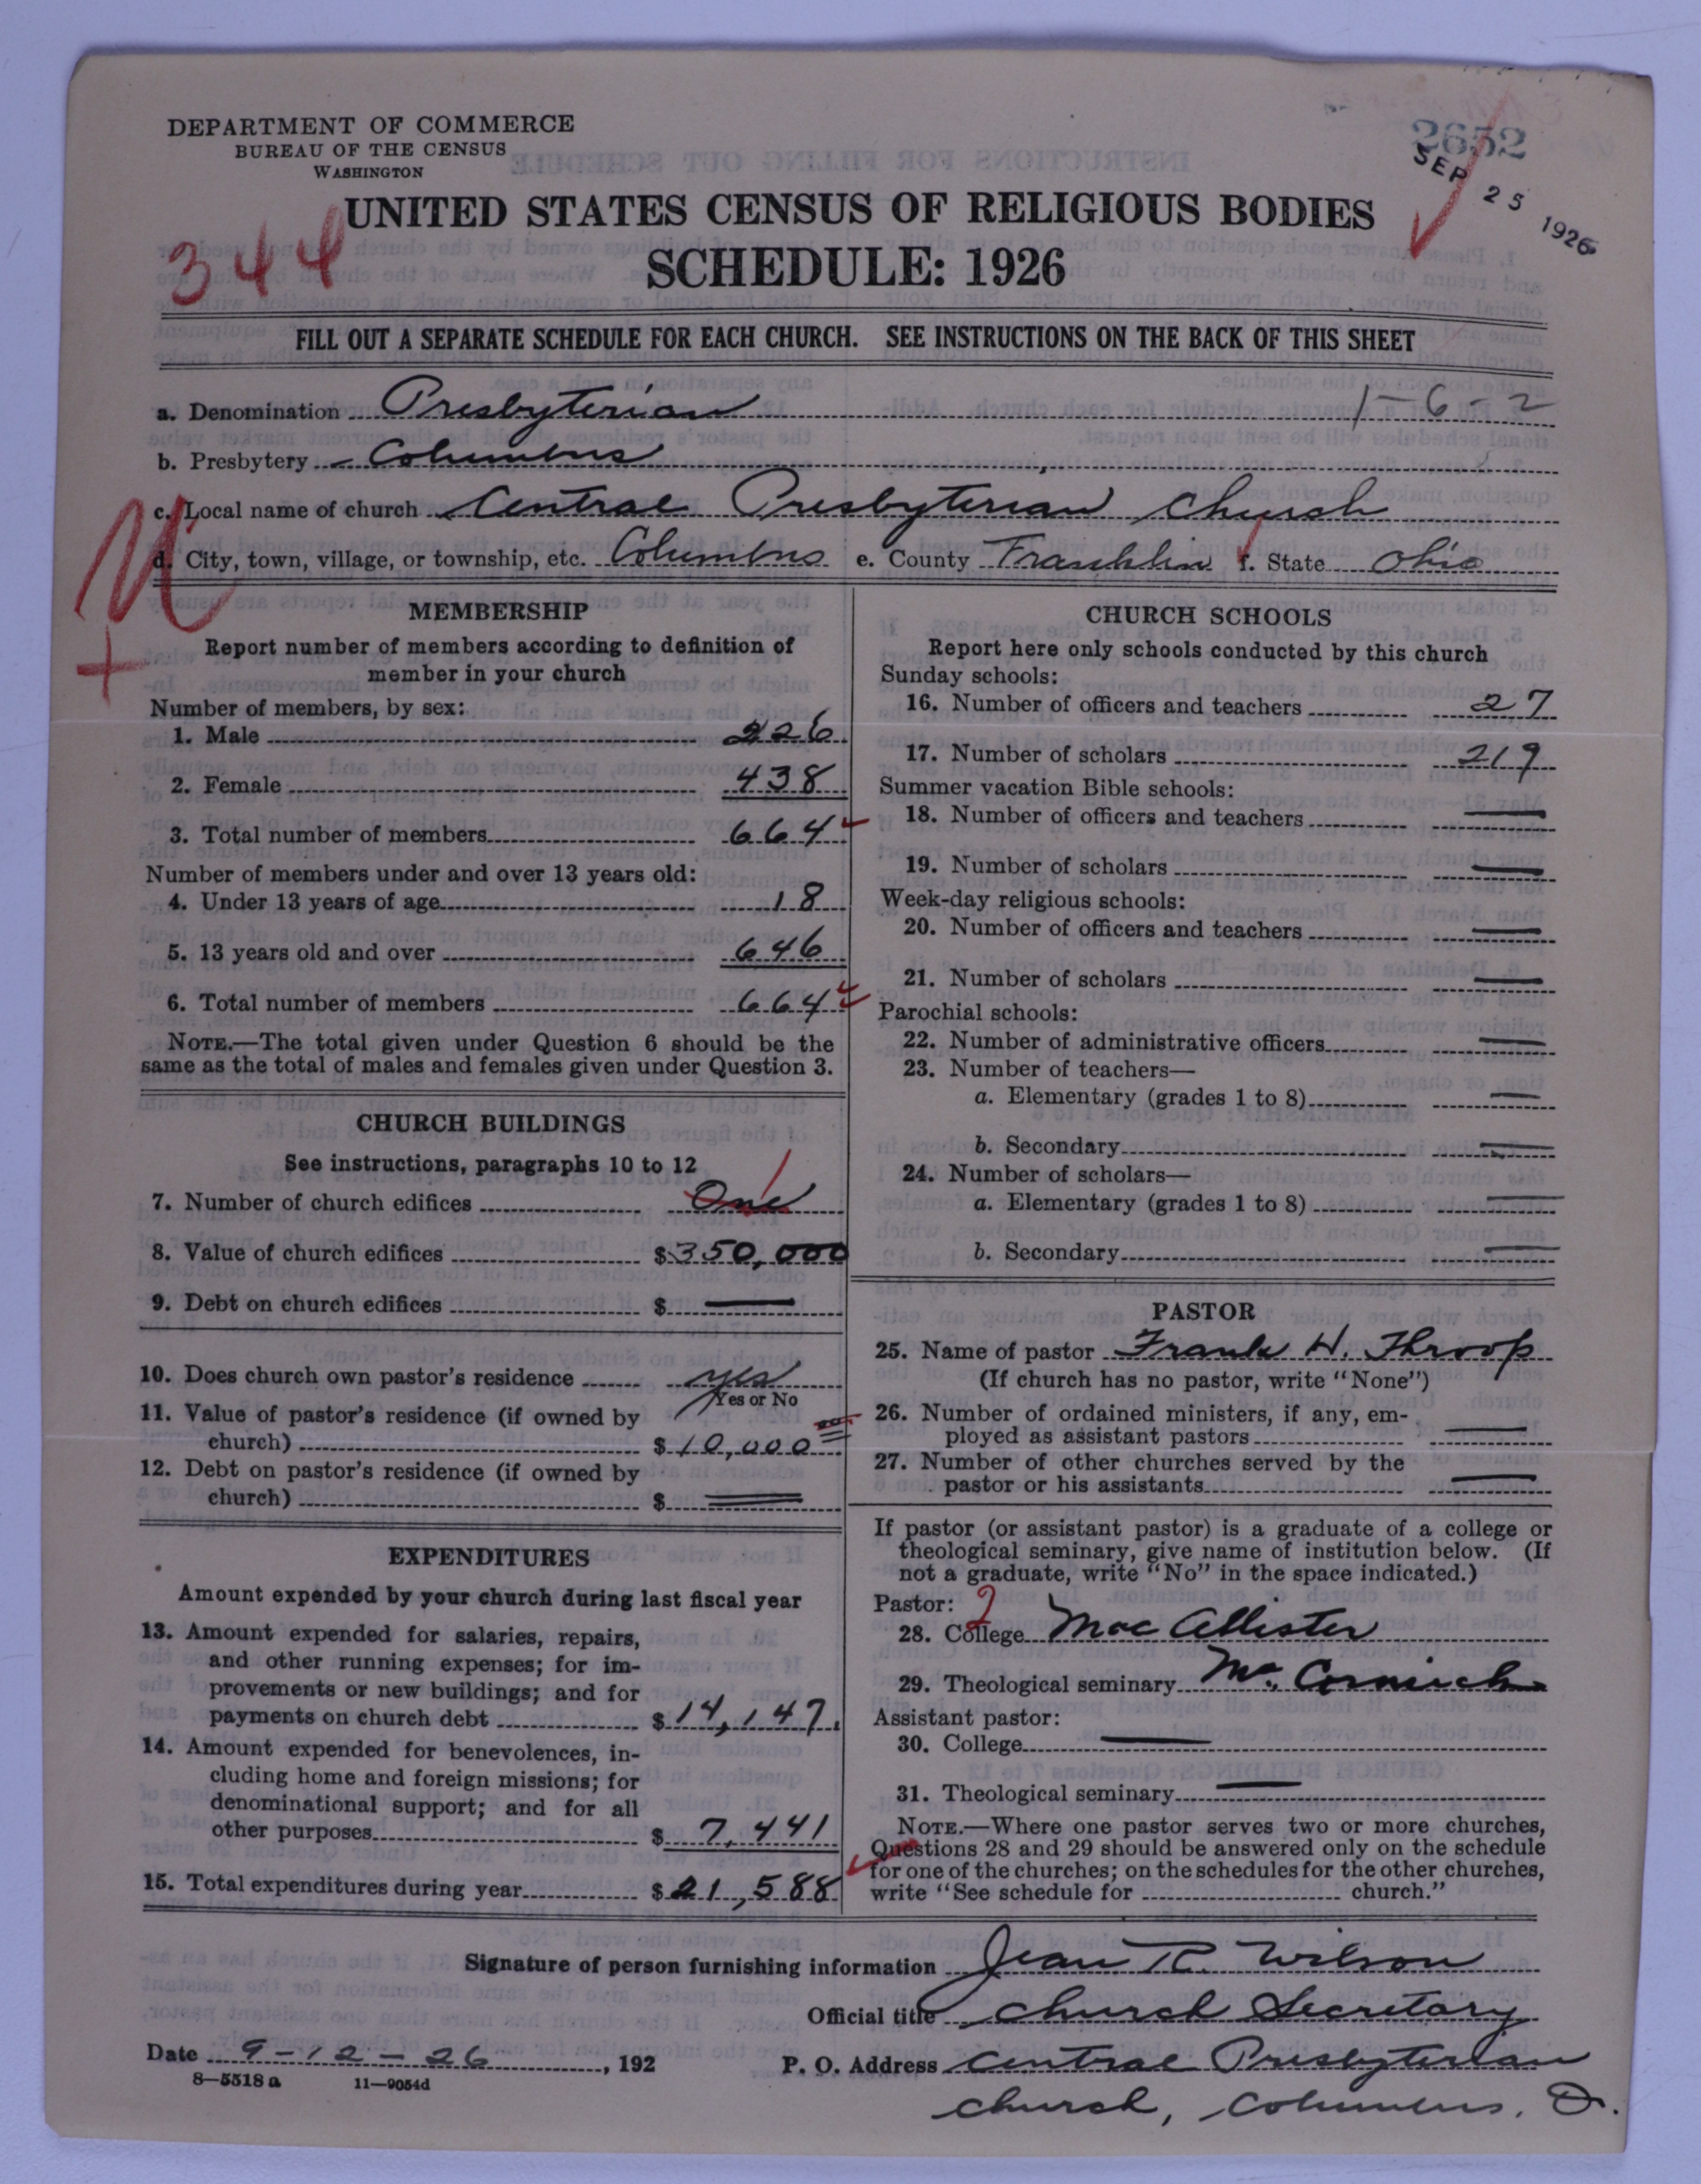 DEPARTMENT OF COMMERCE
BUREAU OF THE CENSUS
WASHINGTON
2652
SEP 25 1926
344
UNITED STATES CENSUS OF RELIGIOUS BODIES
SCHEDULE: 1926
FILL OUT A SEPARATE SCHEDULE FOR EACH CHURCH. SEE INSTRUCTIONS ON THE BACK OF THIS SHEET
a. Denomination Presbyterian 1-6-2
b. Presbytery Columbus
c. Local name of church Central Presbyterian Church
d. City, town, village, or township, etc. Columbus e. County Franklin f. State Ohio
MEMBERSHIP
Report number of members according to definition of
member in your church
Number of members, by sex:
1. Male 226
2. Female 438
3. Total number of members 664
Number of members under and over 13 years old:
4. Under 13 years of age 18
5. 13 years old and over 646
6. Total number of members 664
NOTE.—The total given under Question 6 should be the
same as the total of males and females given under Question 3.
CHURCH BUILDINGS
See instructions, paragraphs 10 to 12
7. Number of church edifices One 1
8. Value of church edifices $350,000
9. Debt on church edifices $ —
10. Does church own pastor's residence yes
Yes or No
11. Value of pastor's residence (if owned by
church) $10,000
12. Debt on pastor's residence (if owned by
church) $ —
EXPENDITURES
Amount expended by your church during last fiscal year
13. Amount expended for salaries, repairs,
and other running expenses; for im-
provements or new buildings; and for
payments on church debt $14,147.
14. Amount expended for benevolences, in-
cluding home and foreign missions; for
denominational support; and for all
other purposes $7,441
15. Total expenditures during year $21,588
CHURCH SCHOOLS
Report here only schools conducted by this church
Sunday schools:
16. Number of officers and teachers 27
17. Number of scholars 219
Summer vacation Bible schools:
18. Number of officers and teachers —
19. Number of scholars —
Week-day religious schools:
20. Number of officers and teachers —
21. Number of scholars —
Parochial schools:
22. Number of administrative officers —
23. Number of teachers—
a. Elementary (grades 1 to 8) —
b. Secondary —
24. Number of scholars—
a. Elementary (grades 1 to 8) —
b. Secondary —
PASTOR
25. Name of pastor Frank H. Throop
(If church has no pastor, write "None")
26. Number of ordained ministers, if any, em-
ployed as assistant pastors —
27. Number of other churches served by the
pastor or his assistants —
If pastor (or assistant pastor) is a graduate of a college or
theological seminary, give name of institution below. (If
not a graduate, write "No" in the space indicated.)
Pastor: 2
28. College Mac Allister
29. Theological seminary Mc Cormick
Assistant pastor:
30. College —
31. Theological seminary —
NOTE.—Where one pastor serves two or more churches,
Questions 28 and 29 should be answered only on the schedule
for one of the churches; on the schedules for the other churches,
write "See schedule for church."
Signature of person furnishing information Jean R. Wilson
Official title Church Secretary
Date 9-12-26, 192 P. O. Address Central Presbyterian
8—5518a 11—9054d
Church, Columbus, O.